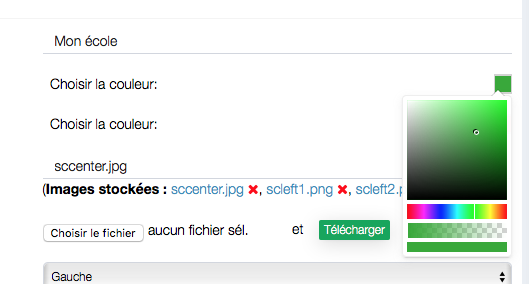 Mon école
Choisir la couleur:
Choisir la couleur:
sccenter.jpg
(Images stockées : sccenter.jpg ✖, scleft1.png ✖, scleft2.p
Choisir le fichier aucun fichier sél. et Télécharger
Gauche